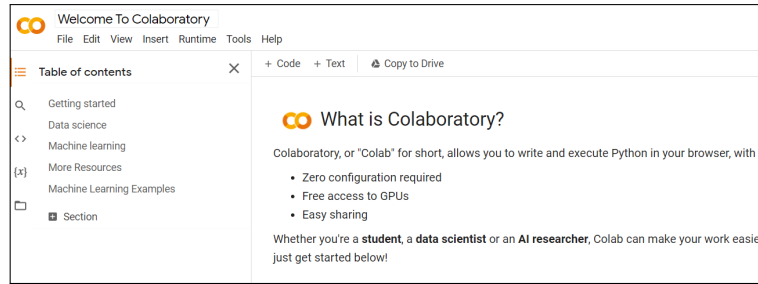 Welcome To Colaboratory
File Edit View Insert Runtime Tools Help
Table of contents
+ Code + Text Copy to Drive
Getting started
Data science
Machine learning
More Resources
Machine Learning Examples
Section
{x}
What is Colaboratory?
Colaboratory, or "Colab" for short, allows you to write and execute Python in your browser, with
• Zero configuration required
• Free access to GPUs
• Easy sharing
Whether you're a student, a data scientist or an AI researcher, Colab can make your work easie
just get started below!